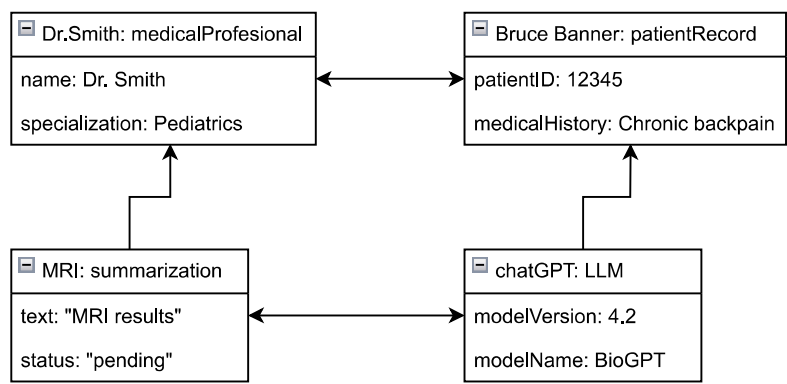 Dr.Smith: medicalProfesional
name: Dr. Smith
specialization: Pediatrics
Bruce Banner: patientRecord
patientID: 12345
medicalHistory: Chronic backpain
MRI: summarization
text: "MRI results"
status: "pending"
chatGPT: LLM
modelVersion: 4.2
modelName: BioGPT